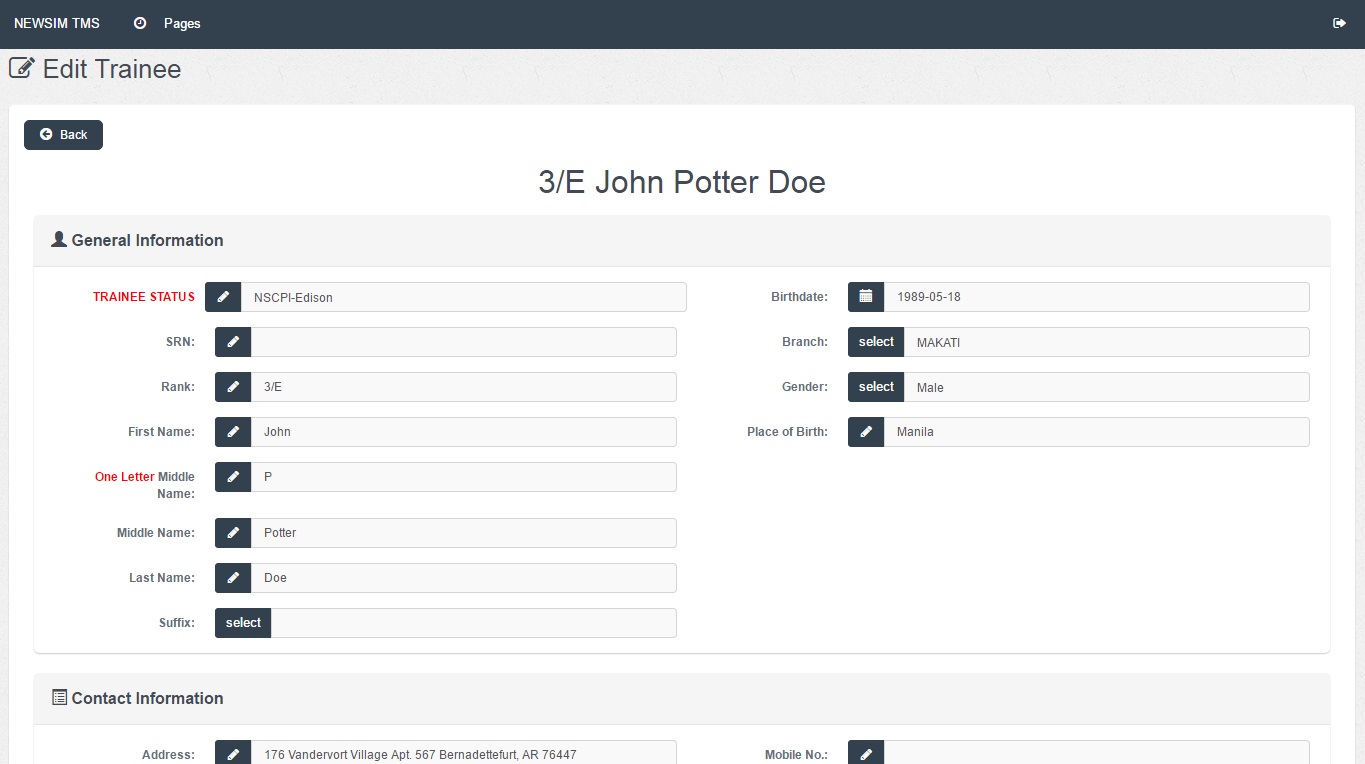 NEWSIM TMS Pages
Edit Trainee
Back
3/E John Potter Doe
General Information
TRAINEE STATUS NSCPI-Edison
SRN:
Rank: 3/E
First Name: John
One Letter Middle
Name: P
Middle Name: Potter
Last Name: Doe
Suffix: select
Birthdate: 1989-05-18
Branch: select MAKATI
Gender: select Male
Place of Birth: Manila
Contact Information
Address: 176 Vandervort Village Apt. 567 Bernadettefurt, AR 76447
Mobile No.: